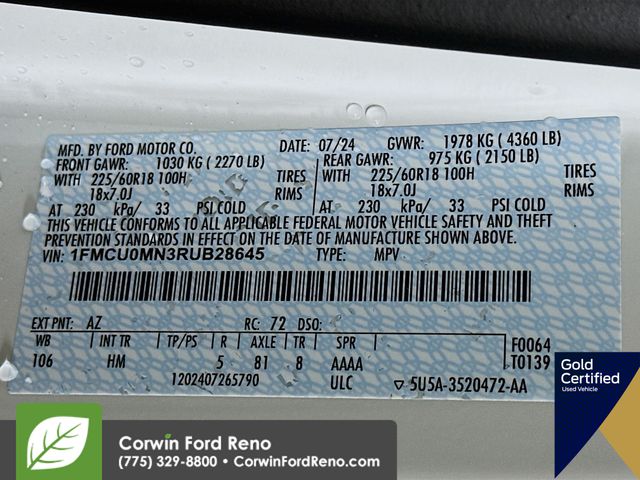 MFD. BY FORD MOTOR CO. DATE: 07/24 GVWR: 1978 KG ( 4360 LB)
FRONT GAWR: 1030 KG ( 2270 LB) REAR GAWR: 975 KG ( 2150 LB)
WITH 225/60R18 100H TIRES WITH 225/60R18 100H TIRES
18x7.0J RIMS 18x7.0J RIMS
AT 230 kPa/ 33 PSI COLD AT 230 kPa/ 33 PSI COLD
THIS VEHICLE CONFORMS TO ALL APPLICABLE FEDERAL MOTOR VEHICLE SAFETY AND THEFT
PREVENTION STANDARDS IN EFFECT ON THE DATE OF MANUFACTURE SHOWN ABOVE.
VIN: 1FMCU0MN3RUB28645 TYPE: MPV
EXT PNT: AZ RC: 72 DSO:
WB INT TR TP/PS R AXLE TR SPR F0064
106 HM 5 81 8 AAAA T0139
1202407265790 ULC ▽ 5U5A-3520472-AA
Gold
Certified
Used Vehicle
Corwin Ford Reno
(775) 329-8800 • CorwinFordReno.com